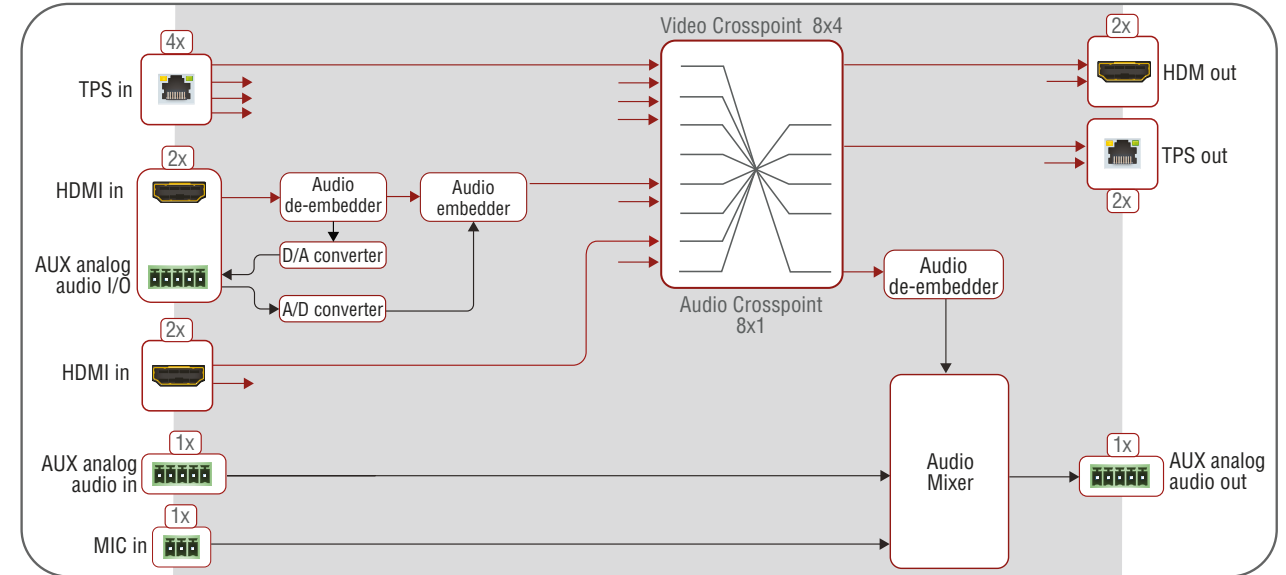 Video Crosspoint 8x4
4x
TPS in
2x
HDM out
TPS out
2x
2x
HDMI in
Audio
de-embedder
Audio
embedder
AUX analog
audio I/O
D/A converter
A/D converter
Audio
de-embedder
Audio Crosspoint
8x1
2x
HDMI in
1x
AUX analog
audio in
Audio
Mixer
1x
AUX analog
audio out
1x
MIC in